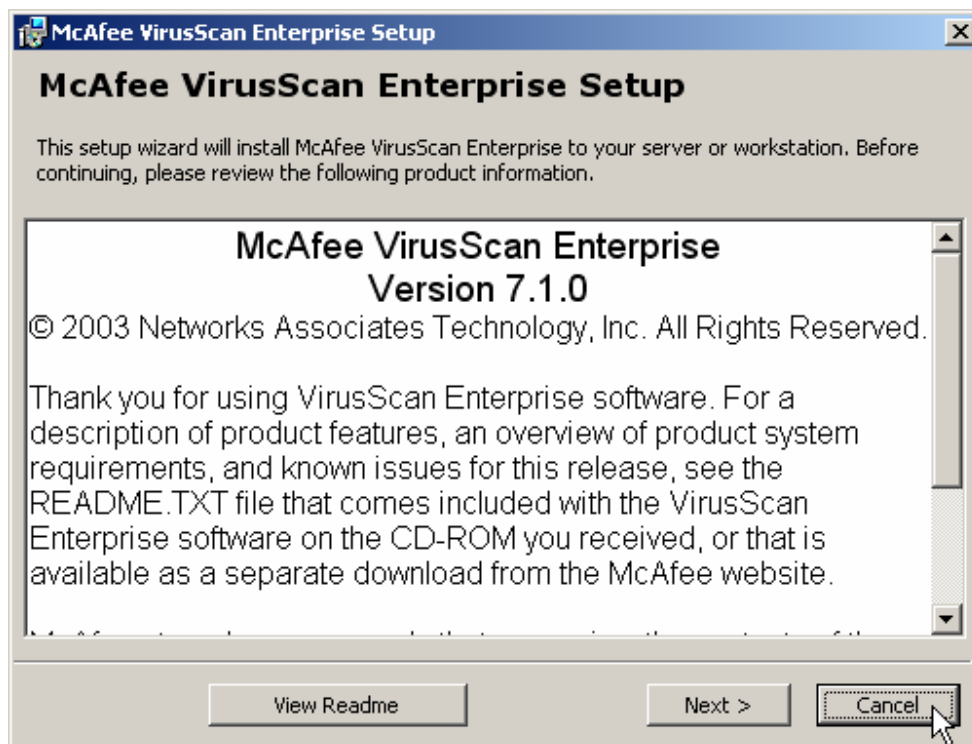 McAfee VirusScan Enterprise Setup
McAfee VirusScan Enterprise Setup
This setup wizard will install McAfee VirusScan Enterprise to your server or workstation. Before
continuing, please review the following product information.
McAfee VirusScan Enterprise
Version 7.1.0
© 2003 Networks Associates Technology, Inc. All Rights Reserved.
Thank you for using VirusScan Enterprise software. For a
description of product features, an overview of product system
requirements, and known issues for this release, see the
README.TXT file that comes included with the VirusScan
Enterprise software on the CD-ROM you received, or that is
available as a separate download from the McAfee website.
View Readme
Next >
Cancel